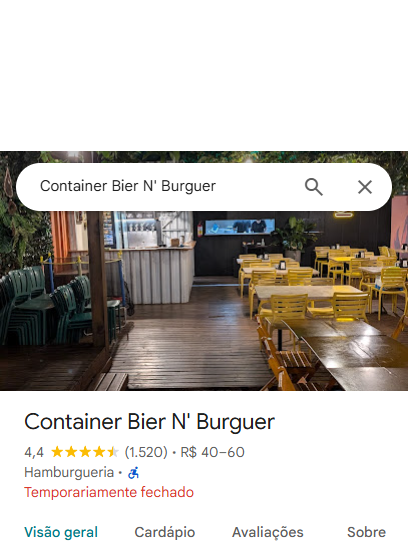 Container Bier N' Burguer
Container Bier N' Burguer
4,4 (1.520) • R$ 40–60
Hamburgueria •
Temporariamente fechado
Visão geral Cardápio Avaliações Sobre